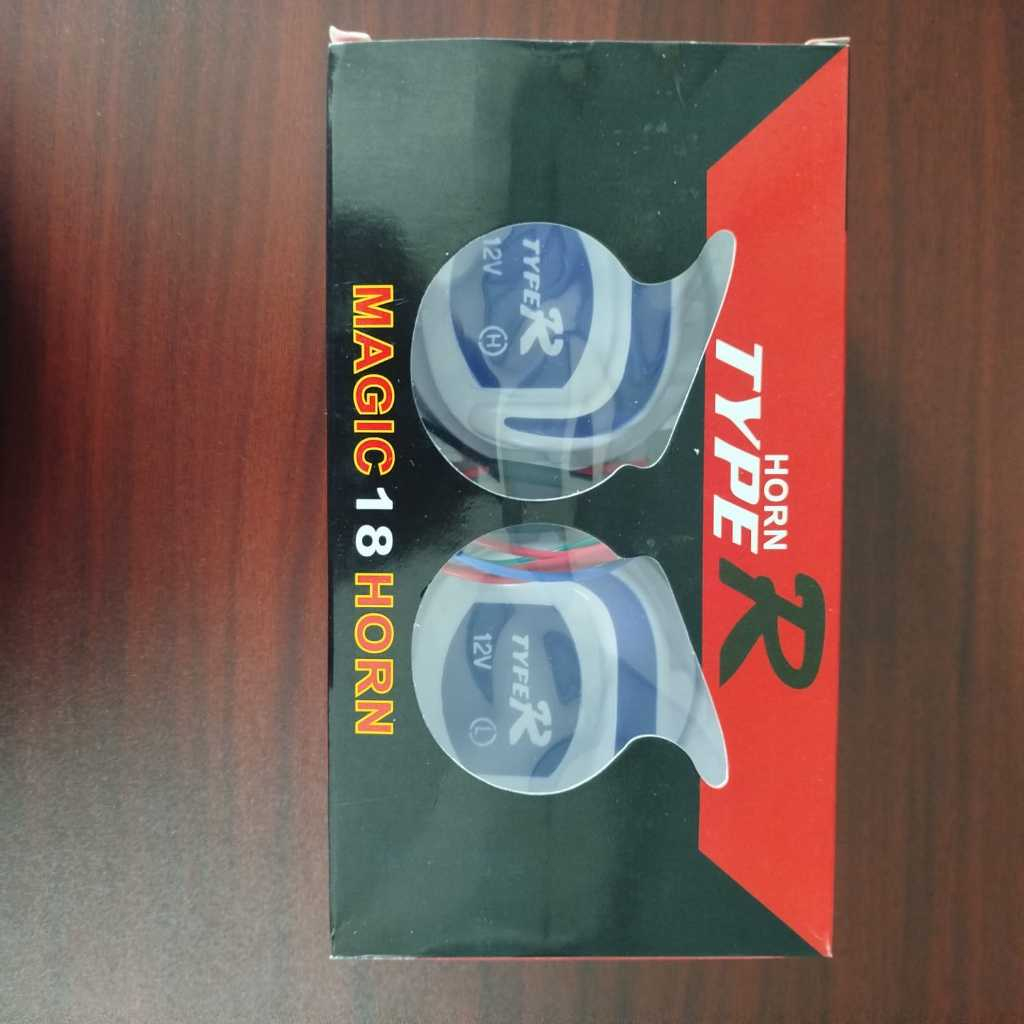 HORN
TYPE R
TYPE R
12V
H
TYPE R
12V
L
MAGIC 18 HORN